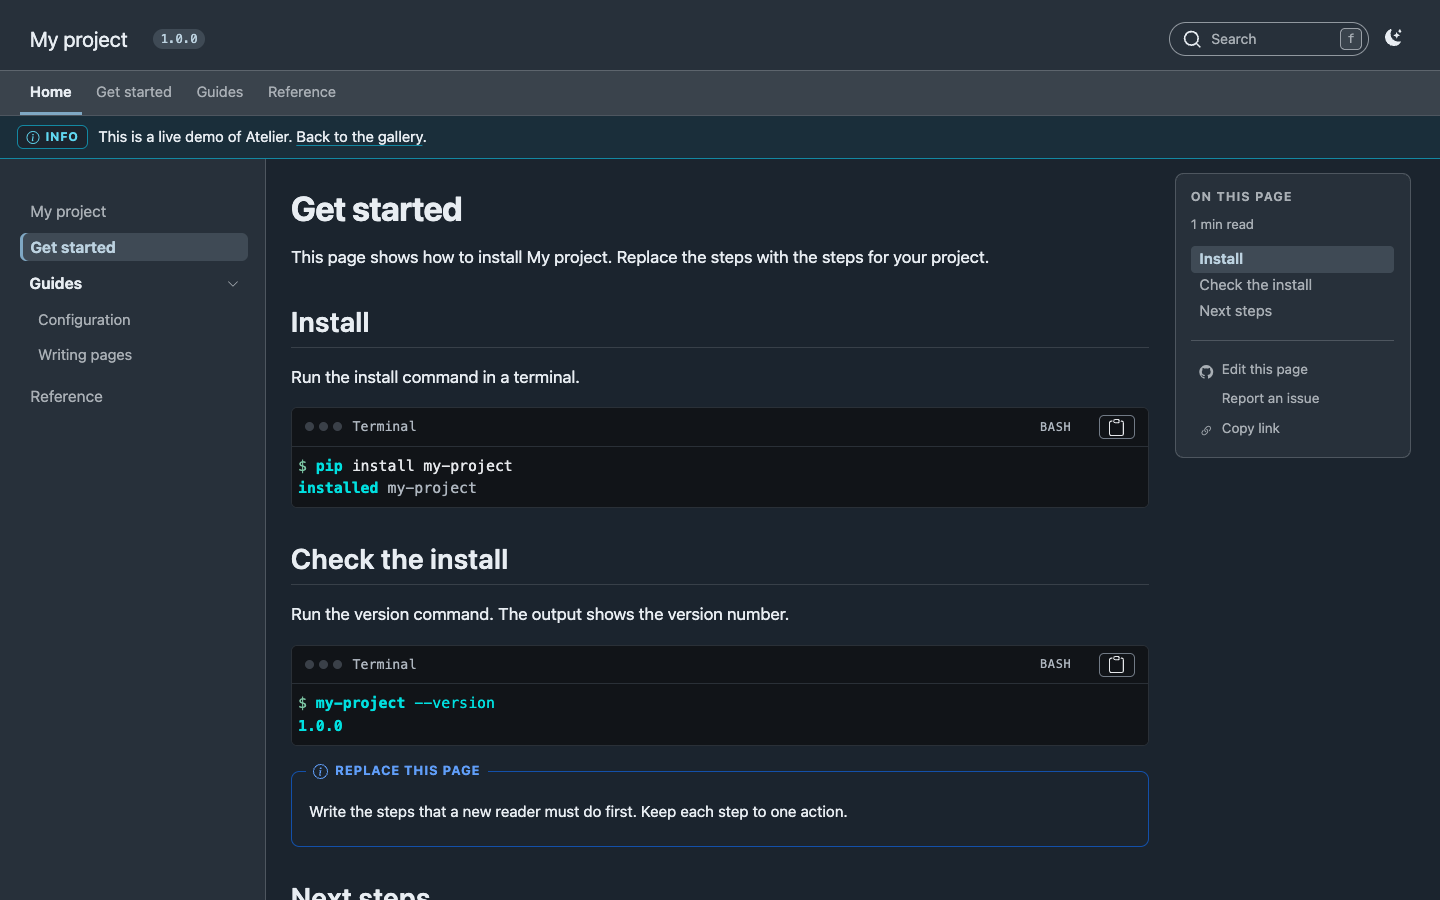 My project 1.0.0
Search f
Home Get started Guides Reference
INFO This is a live demo of Atelier. Back to the gallery.
My project
Get started
Guides
Configuration
Writing pages
Reference
Get started
This page shows how to install My project. Replace the steps with the steps for your project.
Install
Run the install command in a terminal.
Terminal BASH
$ pip install my-project
installed my-project
Check the install
Run the version command. The output shows the version number.
Terminal BASH
$ my-project --version
1.0.0
REPLACE THIS PAGE
Write the steps that a new reader must do first. Keep each step to one action.
Next steps
ON THIS PAGE
1 min read
Install
Check the install
Next steps
Edit this page
Report an issue
Copy link